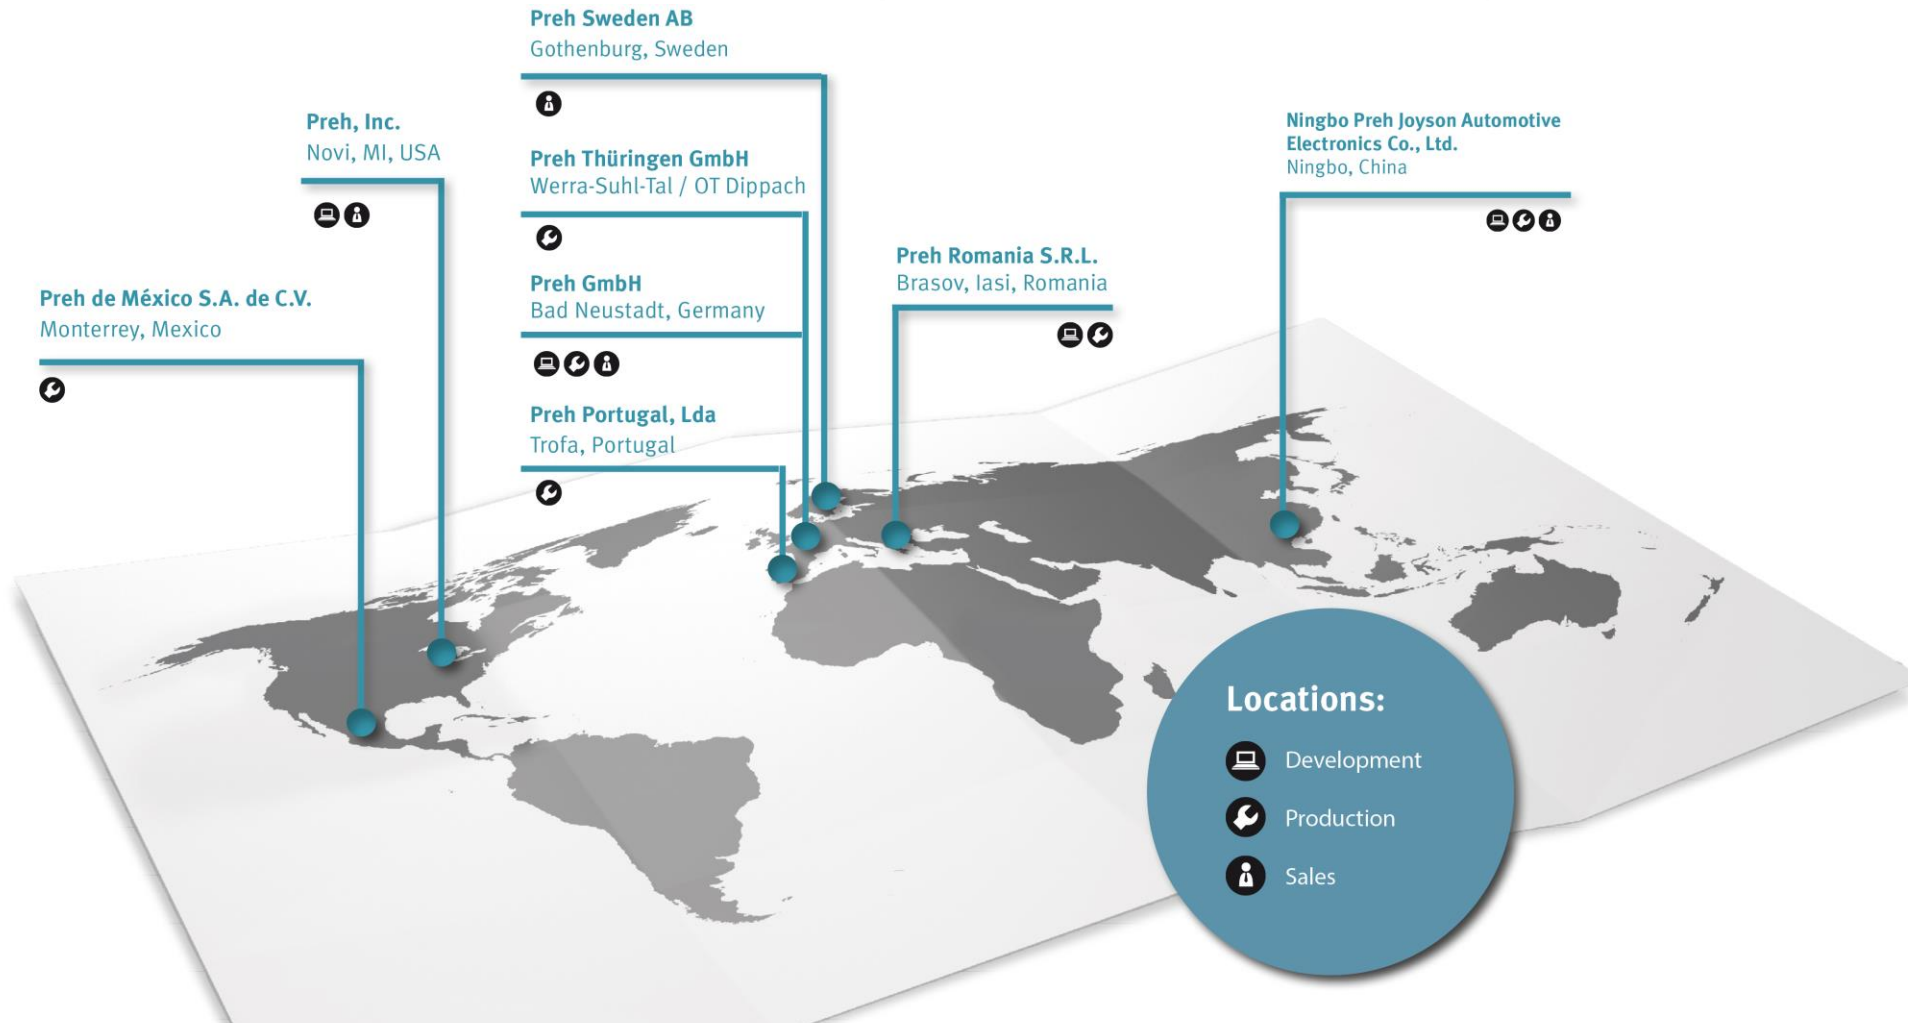 Preh Sweden AB
Gothenburg, Sweden
Preh, Inc.
Novi, MI, USA
Preh Thüringen GmbH
Werra-Suhl-Tal / OT Dippach
Ningbo Preh Joyson Automotive
Electronics Co., Ltd.
Ningbo, China
Preh de México S.A. de C.V.
Monterrey, Mexico
Preh GmbH
Bad Neustadt, Germany
Preh Romania S.R.L.
Brasov, Iasi, Romania
Preh Portugal, Lda
Trofa, Portugal
Locations:
Development
Production
Sales